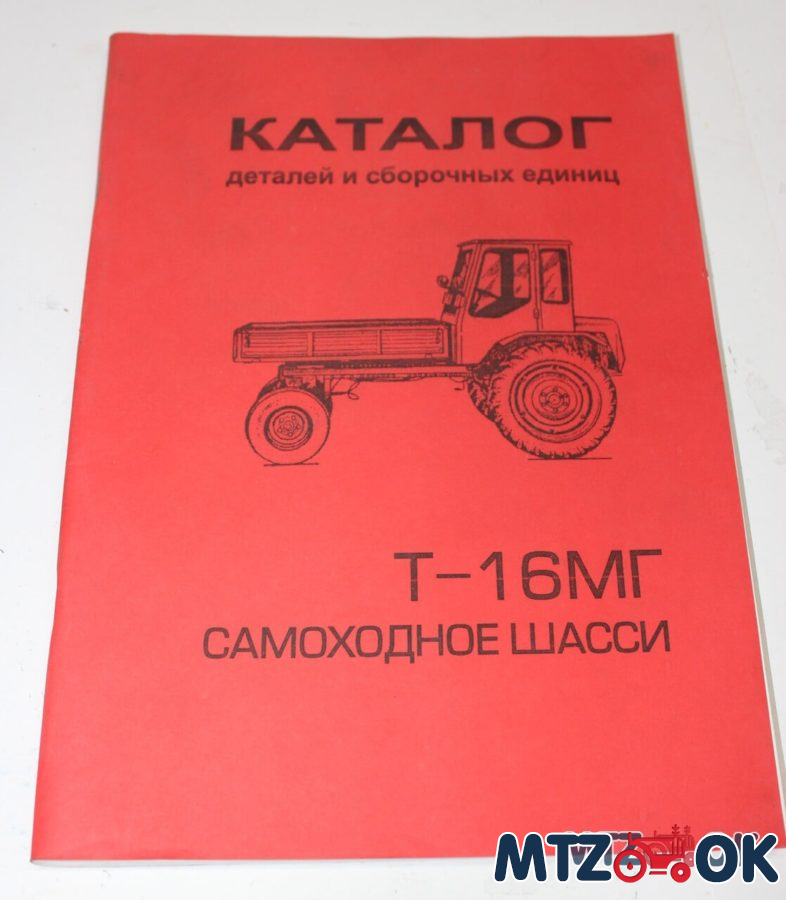 КАТАЛОГ
деталей и сборочных единиц
Т-16МГ
САМОХОДНОЕ ШАССИ
MTZ OK